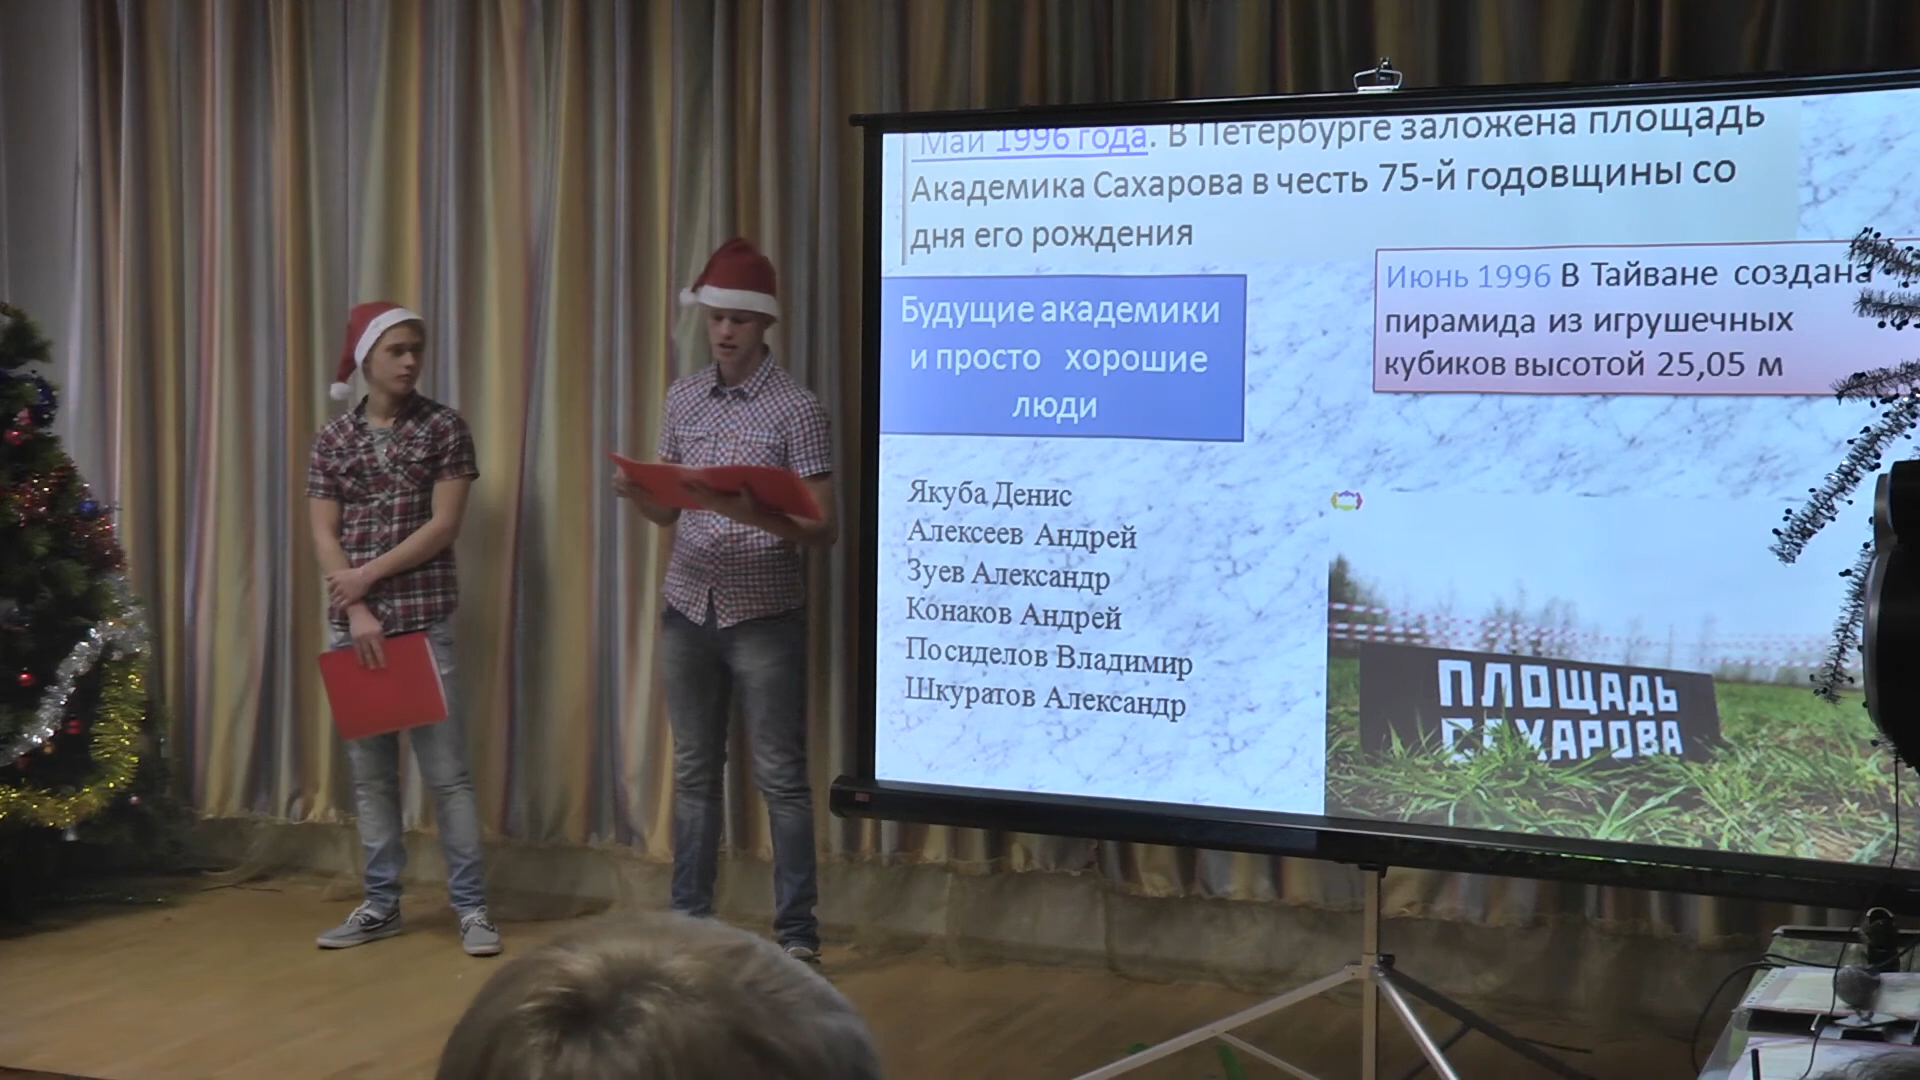 Май 1996 года. В Петербурге заложена площадь
Академика Сахарова в честь 75-й годовщины со
дня его рождения
Будущие академики
и просто хорошие
люди
Июнь 1996 В Тайване создана
пирамида из игрушечных
кубиков высотой 25,05 м
Якуба Денис
Алексеев Андрей
Зуев Александр
Конаков Андрей
Посиделов Владимир
Шкуратов Александр
ПЛОЩАДЬ
САХАРОВА